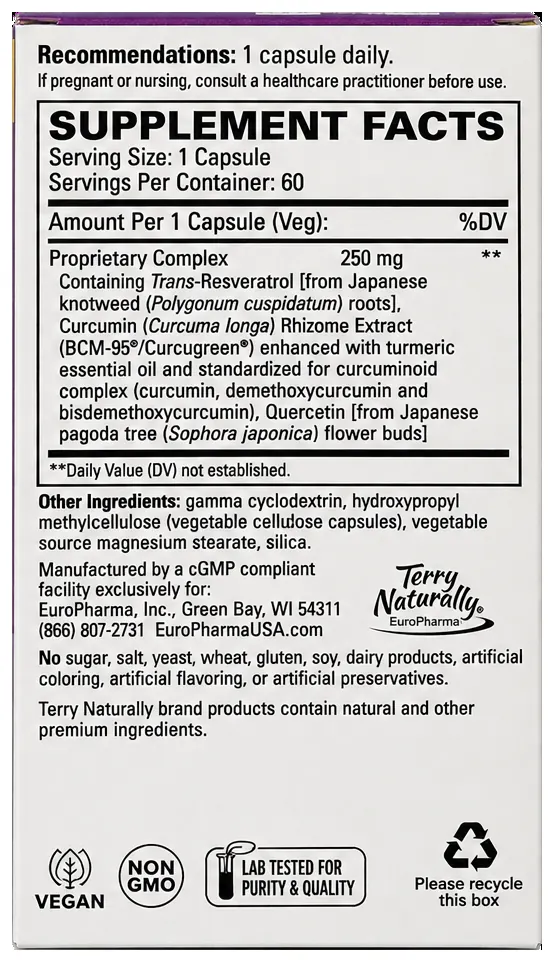 Recommendations: 1 capsule daily.
If pregnant or nursing, consult a healthcare practitioner before use.
SUPPLEMENT FACTS
Serving Size: 1 Capsule
Servings Per Container: 60
Amount Per 1 Capsule (Veg): %DV
Proprietary Complex 250 mg **
Containing Trans-Resveratrol [from Japanese
knotweed (Polygonum cuspidatum) roots],
Curcumin (Curcuma longa) Rhizome Extract
(BCM-95®/Curcugreen®) enhanced with turmeric
essential oil and standardized for curcuminoid
complex (curcumin, demethoxycurcumin and
bisdemethoxycurcumin), Quercetin [from Japanese
pagoda tree (Sophora japonica) flower buds]
**Daily Value (DV) not established.
Other Ingredients: gamma cyclodextrin, hydroxypropyl
methylcellulose (vegetable cellulose capsules), vegetable
source magnesium stearate, silica.
Manufactured by a cGMP compliant
facility exclusively for:
EuroPharma, Inc., Green Bay, WI 54311
(866) 807-2731 EuroPharmaUSA.com
Terry
Naturally®
EuroPharma
No sugar, salt, yeast, wheat, gluten, soy, dairy products, artificial
coloring, artificial flavoring, or artificial preservatives.
Terry Naturally brand products contain natural and other
premium ingredients.
VEGAN
NON
GMO
LAB TESTED FOR
PURITY & QUALITY
Please recycle
this box